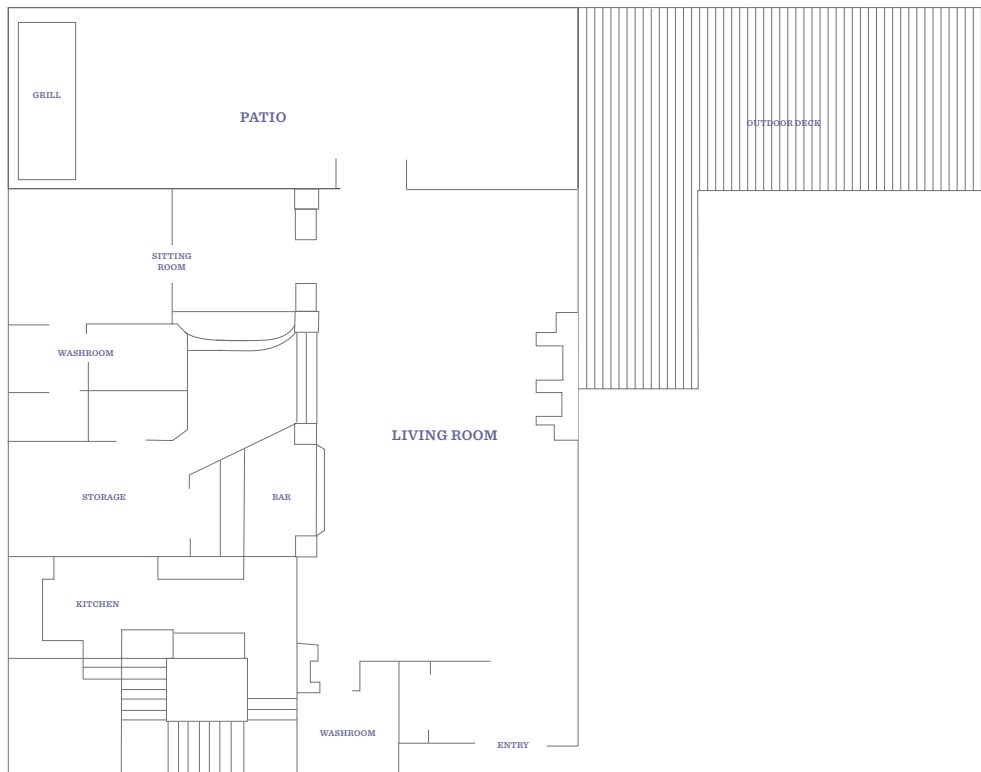 GRILL
PATIO
OUTDOOR DECK
SITTING
ROOM
WASHROOM
LIVING ROOM
STORAGE
BAR
KITCHEN
WASHROOM
ENTRY